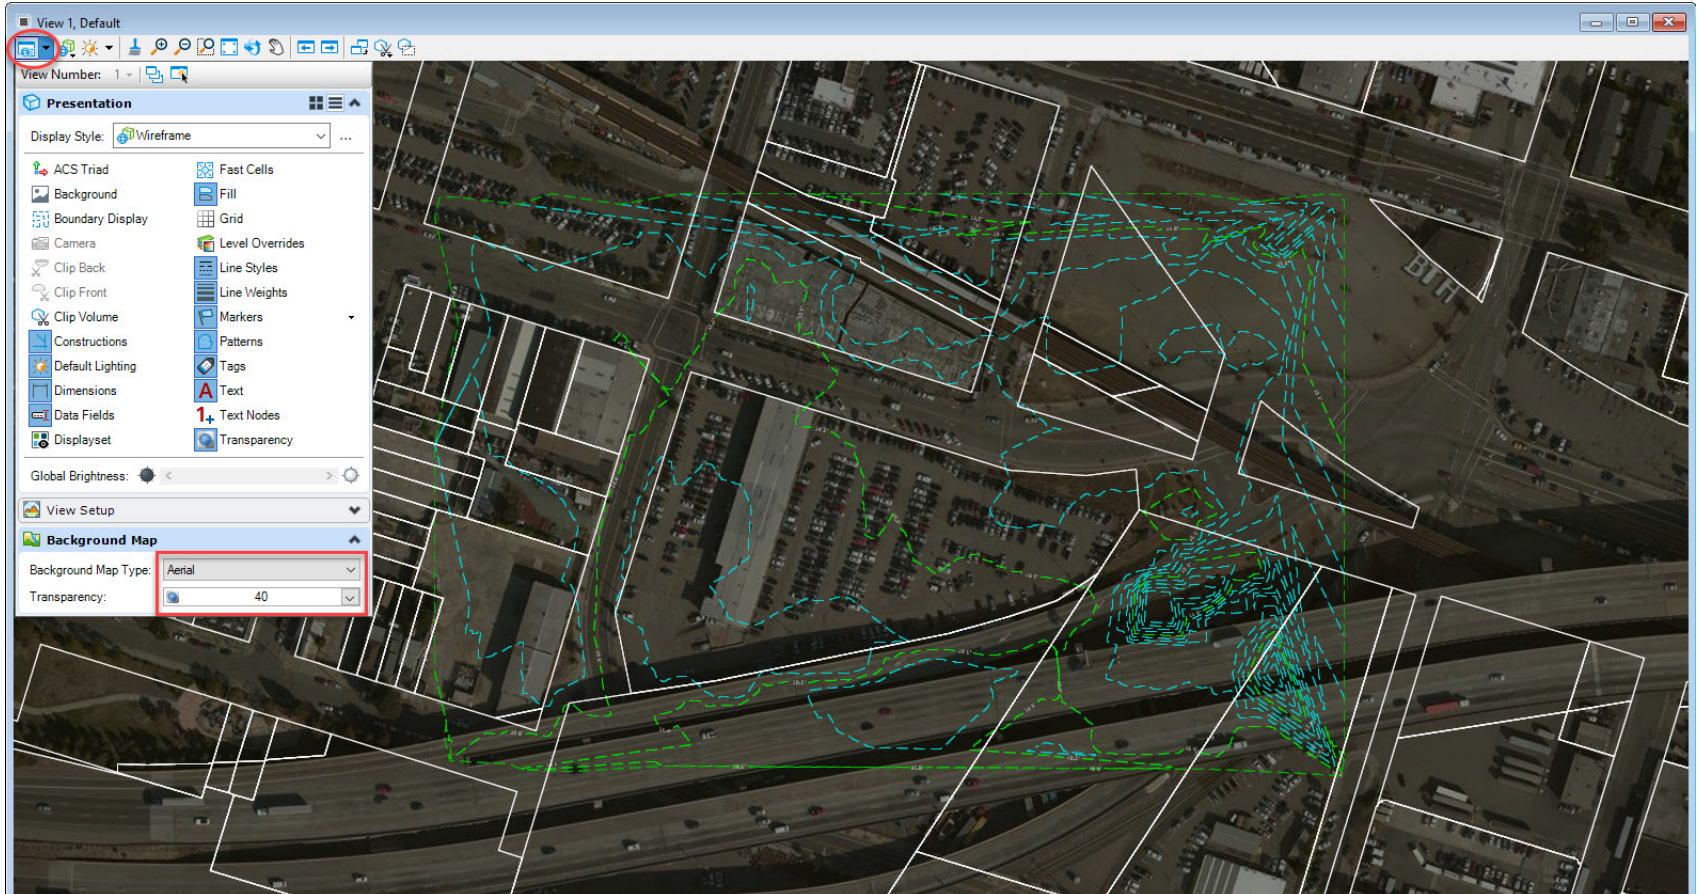 View 1, Default
View Number: 1
Presentation
Display Style: Wireframe ...
ACS Triad Fast Cells
Background Fill
Boundary Display Grid
Camera Level Overrides
Clip Back Line Styles
Clip Front Line Weights
Clip Volume Markers
Constructions Patterns
Default Lighting Tags
Dimensions Text
Data Fields Text Nodes
Displayset Transparency
Global Brightness:
View Setup
Background Map
Background Map Type: Aerial
Transparency: 40